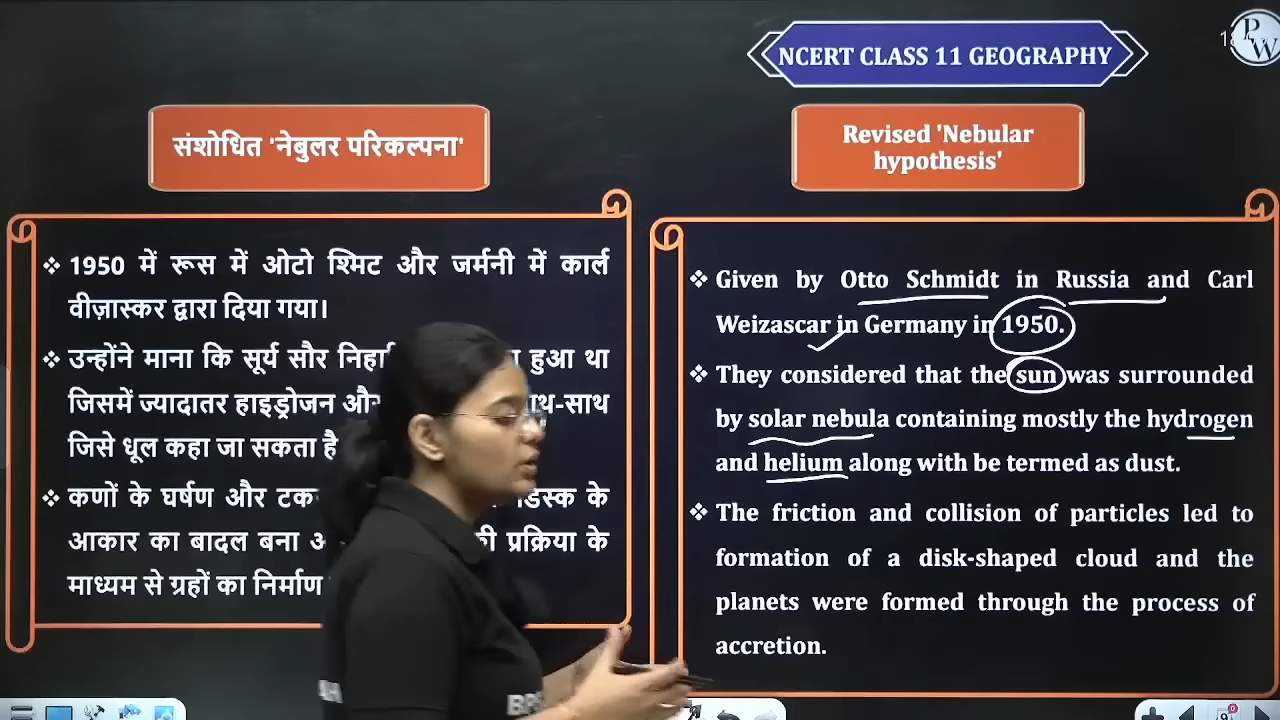 NCERT CLASS 11 GEOGRAPHY
PW
संशोधित 'नेबुलर परिकल्पना'
Revised 'Nebular
hypothesis'
❖ 1950 में रूस में ओटो श्मिट और जर्मनी में कार्ल
वीज़ास्कर द्वारा दिया गया।
❖ उन्होंने माना कि सूर्य सौर हुआ था
जिसमें ज्यादातर हाइड्रोजन
जिसे धूल कहा जा सकता है
❖ कणों के घर्षण और डिस्क के
आकार का बादल बना की प्रक्रिया के
माध्यम से ग्रहों का निर्माण
❖ Given by Otto Schmidt in Russia and Carl
Weizascar in Germany in 1950.
❖ They considered that the sun was surrounded
by solar nebula containing mostly the hydrogen
and helium along with be termed as dust.
❖ The friction and collision of particles led to
formation of a disk-shaped cloud and the
planets were formed through the process of
accretion.